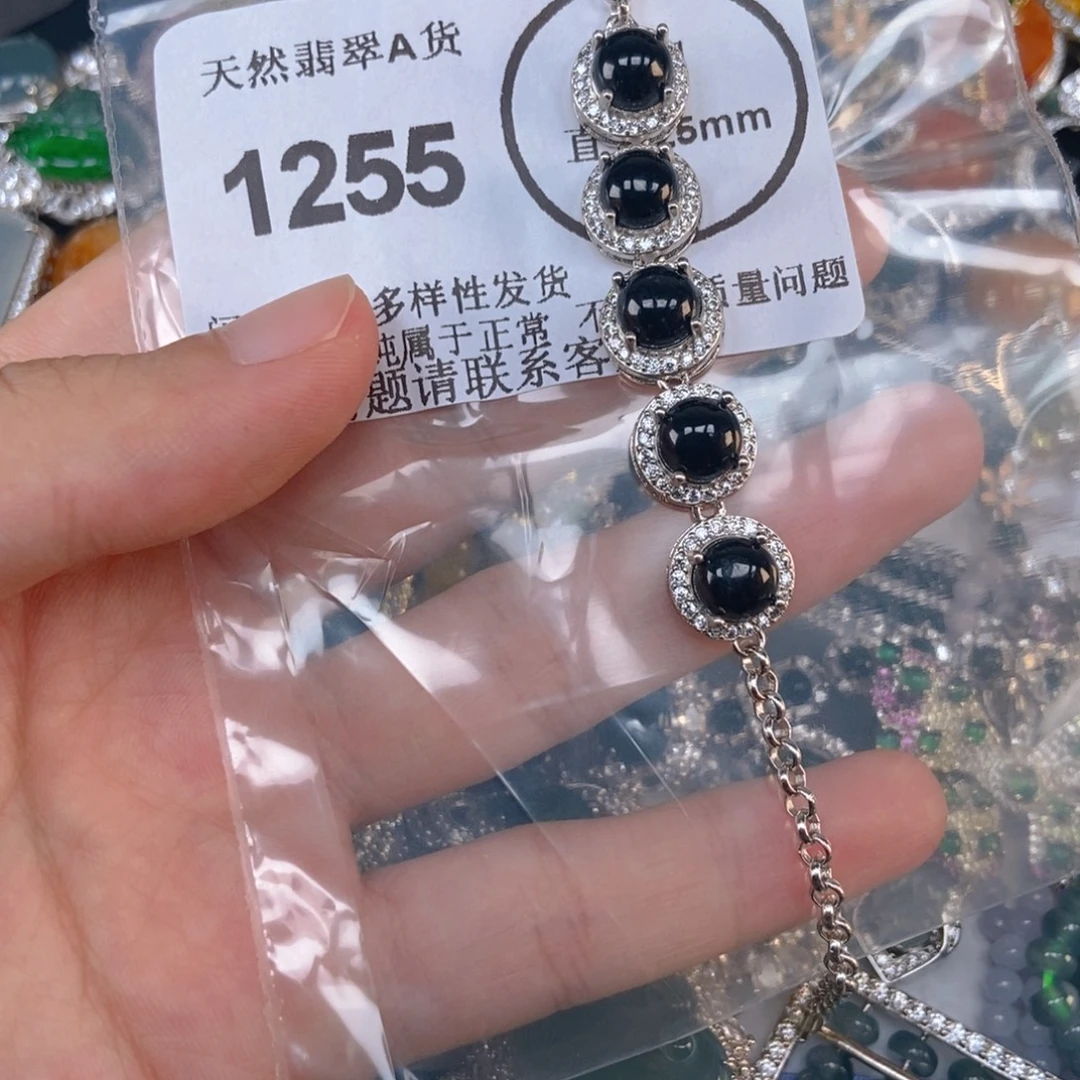 天然翡翠A货
1255
直 5mm
多样性发货
纯属于正常 不 质量问题
题请联系客